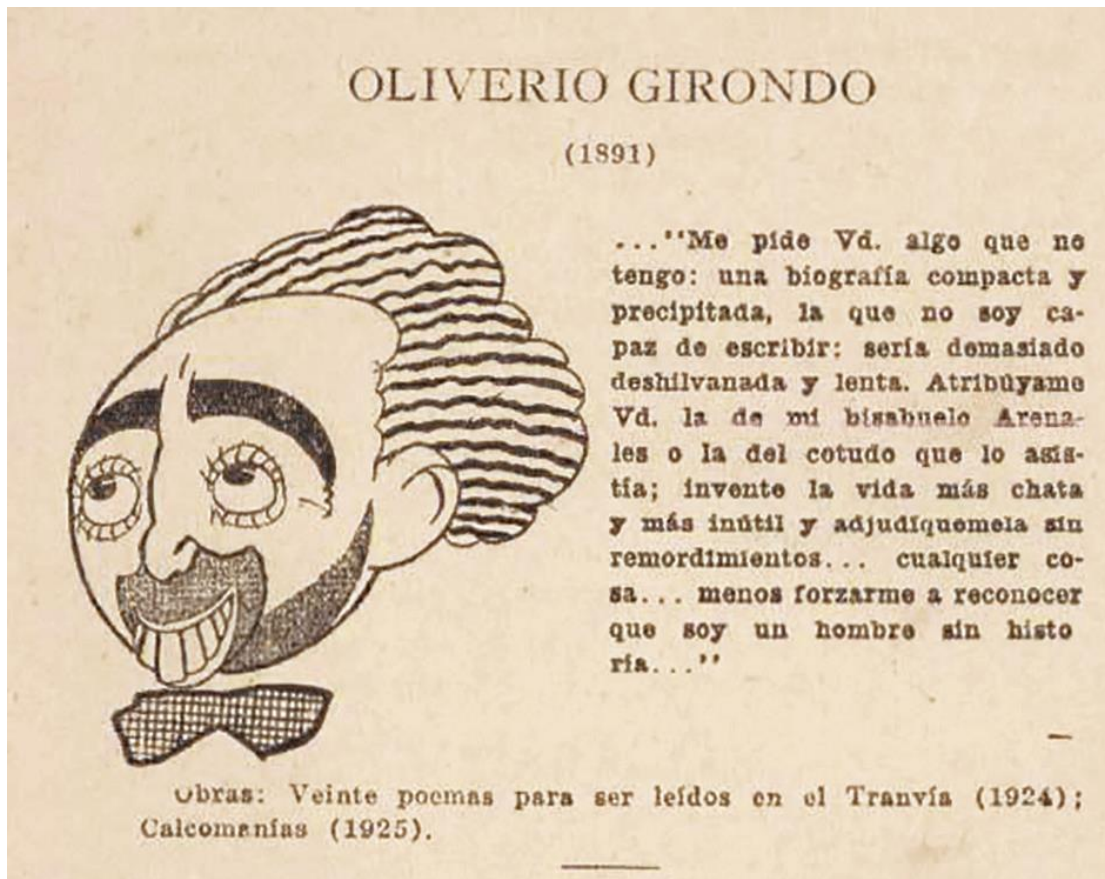 OLIVERIO GIRONDO
(1891)
..."Me pide Vd. algo que no
tengo: una biografía compacta y
precipitada, la que no soy ca-
paz de escribir: sería demasiado
deshilvanada y lenta. Atribúyame
Vd. la de mi bisabuelo Arena-
les o la del cotudo que lo asis-
tía; invente la vida más chata
y más inútil y adjudíquemela sin
remordimientos... cualquier co-
sa... menos forzarme a reconocer
que soy un hombre sin histo
ria..."
Obras: Veinte poemas para ser leídos en el Tranvía (1924);
Calcomanías (1925).